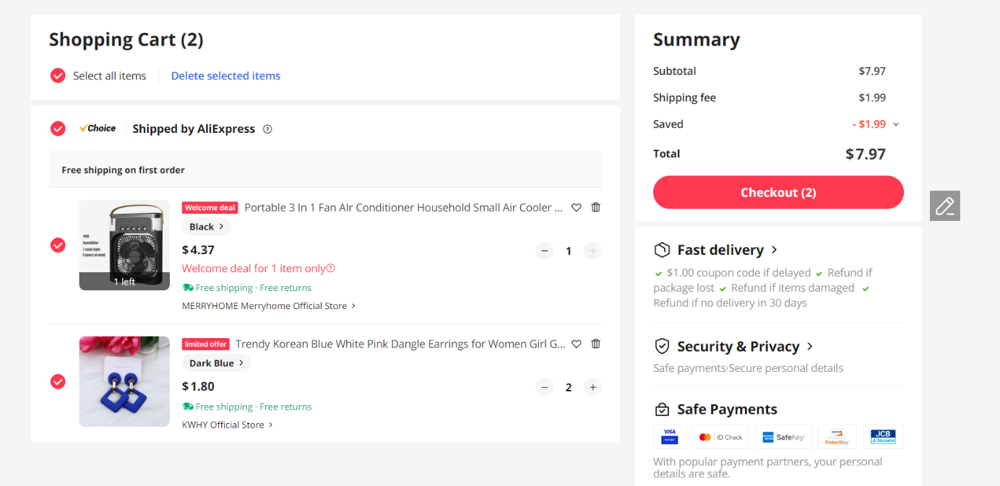 Shopping Cart (2)
Select all items
Delete selected items
Choice
Shipped by AliExpress
Free shipping on first order
1 left
Welcome deal
Portable 3 In 1 Fan AIr Conditioner Household Small Air Cooler ...
Black
$4.37
1
Welcome deal for 1 item only
Free shipping · Free returns
MERRYHOME Merryhome Official Store
limited offer
Trendy Korean Blue White Pink Dangle Earrings for Women Girl G...
Dark Blue
$1.80
2
Free shipping · Free returns
KWHY Official Store
Summary
Subtotal
$7.97
Shipping fee
$1.99
Saved
- $1.99
Total
$7.97
Checkout (2)
Fast delivery
$1.00 coupon code if delayed Refund if
package lost Refund if items damaged
Refund if no delivery in 30 days
Security & Privacy
Safe payments·Secure personal details
Safe Payments
VISA
ID Check
SafeKey
ProtectBuy
JCB
J/Secure
With popular payment partners, your personal
details are safe.